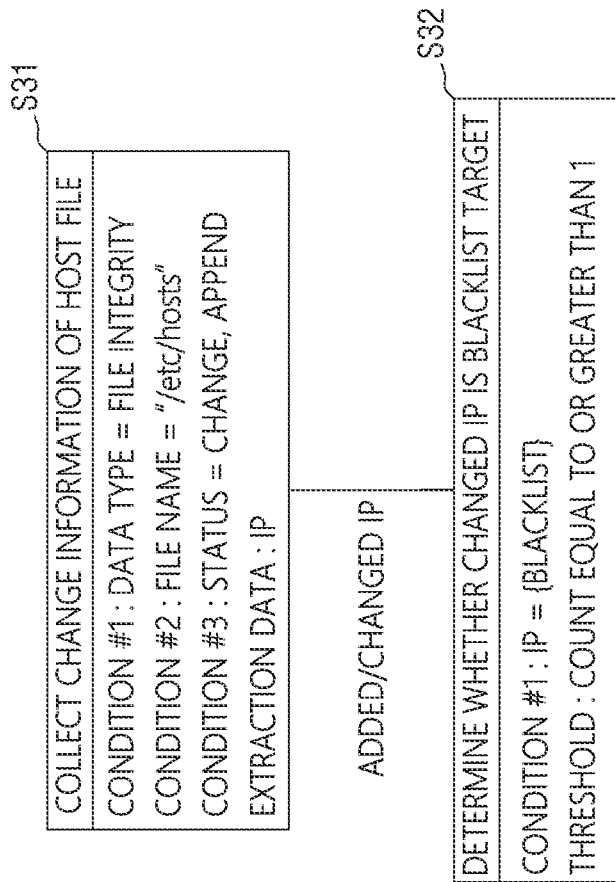 S31
COLLECT CHANGE INFORMATION OF HOST FILE
CONDITION #1 : DATA TYPE = FILE INTEGRITY
CONDITION #2 : FILE NAME = "/etc/hosts"
CONDITION #3 : STATUS = CHANGE, APPEND
EXTRACTION DATA : IP
ADDED/CHANGED IP
S32
DETERMINE WHETHER CHANGED IP IS BLACKLIST TARGET
CONDITION #1 : IP = {BLACKLIST}
THRESHOLD : COUNT EQUAL TO OR GREATER THAN 1